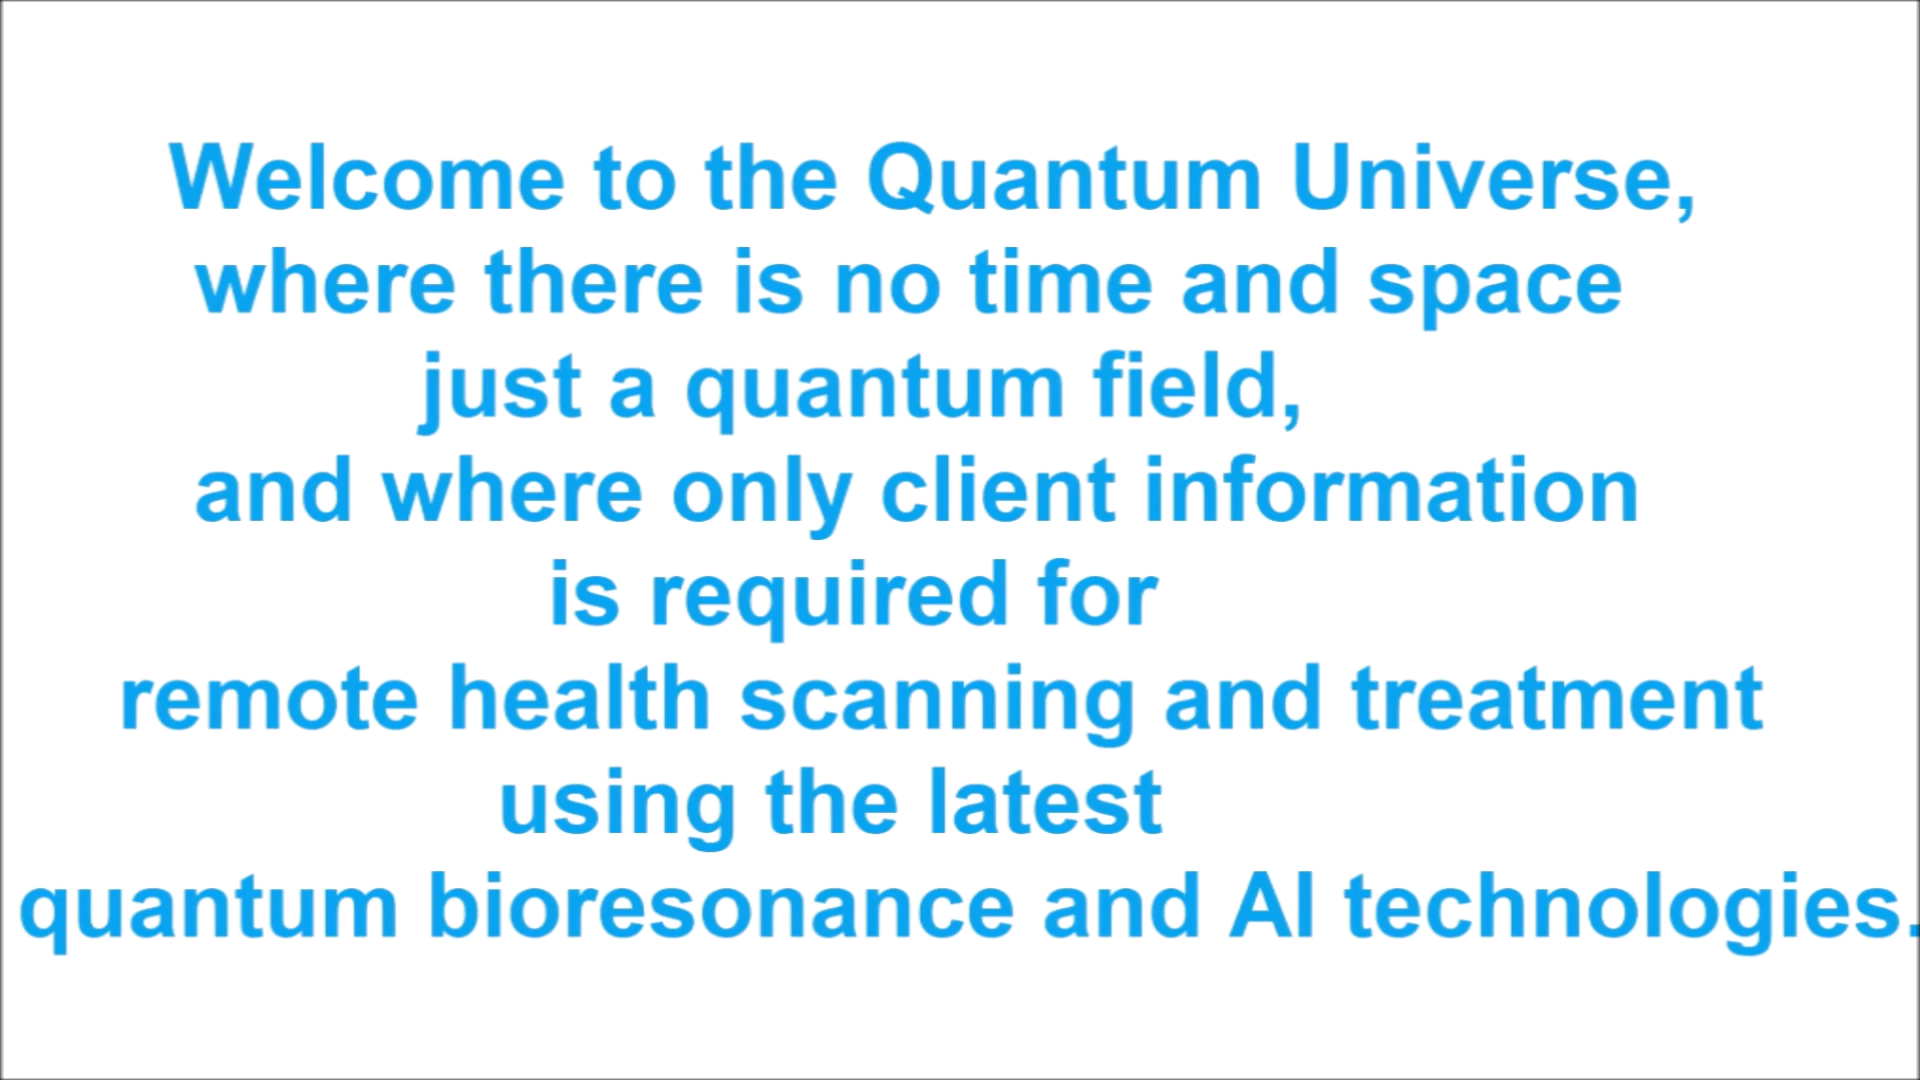 Welcome to the Quantum Universe,
where there is no time and space
just a quantum field,
and where only client information
is required for
remote health scanning and treatment
using the latest
quantum bioresonance and AI technologies.